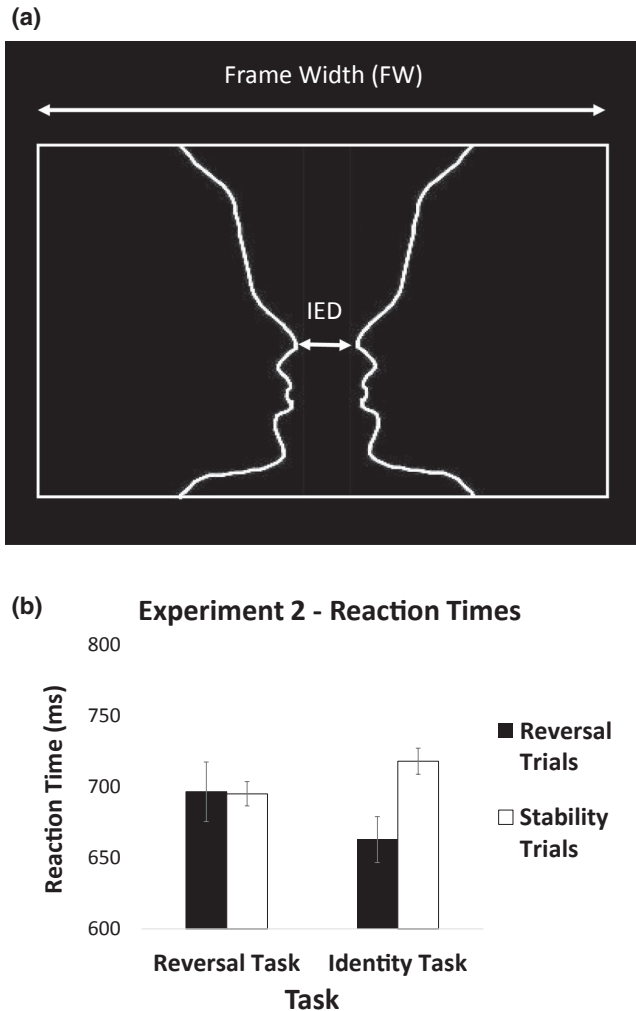 (a)
Frame Width (FW)
IED
(b)
Experiment 2 - Reaction Times
800
750
700
650
600
Reaction Time (ms)
Reversal
Trials
Stability
Trials
Reversal Task
Identity Task
Task